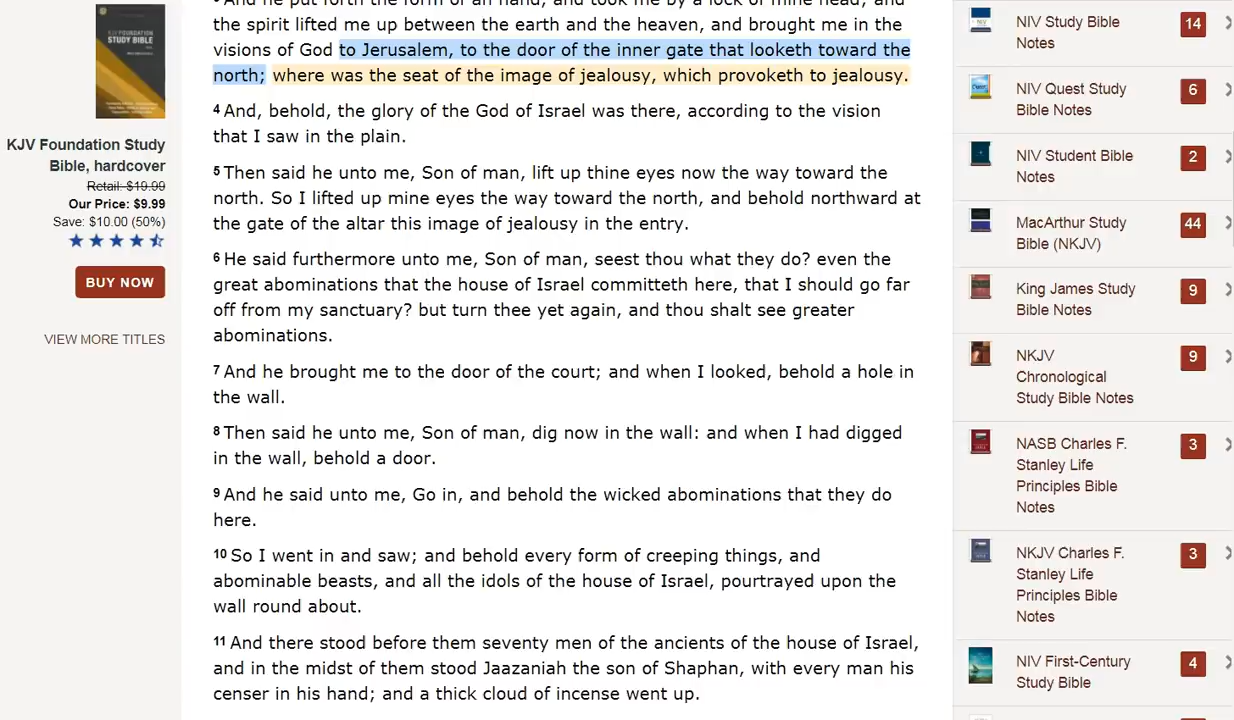 And he put forth the form of an hand, and took me by a lock of mine head; and
the spirit lifted me up between the earth and the heaven, and brought me in the
visions of God to Jerusalem, to the door of the inner gate that looketh toward the
north; where was the seat of the image of jealousy, which provoketh to jealousy.
4 And, behold, the glory of the God of Israel was there, according to the vision
that I saw in the plain.
5 Then said he unto me, Son of man, lift up thine eyes now the way toward the
north. So I lifted up mine eyes the way toward the north, and behold northward at
the gate of the altar this image of jealousy in the entry.
6 He said furthermore unto me, Son of man, seest thou what they do? even the
great abominations that the house of Israel committeth here, that I should go far
off from my sanctuary? but turn thee yet again, and thou shalt see greater
abominations.
7 And he brought me to the door of the court; and when I looked, behold a hole in
the wall.
8 Then said he unto me, Son of man, dig now in the wall: and when I had digged
in the wall, behold a door.
9 And he said unto me, Go in, and behold the wicked abominations that they do
here.
10 So I went in and saw; and behold every form of creeping things, and
abominable beasts, and all the idols of the house of Israel, pourtrayed upon the
wall round about.
11 And there stood before them seventy men of the ancients of the house of Israel,
and in the midst of them stood Jaazaniah the son of Shaphan, with every man his
censer in his hand; and a thick cloud of incense went up.
KJV FOUNDATION
STUDY BIBLE
KJV Foundation Study
Bible, hardcover
Retail: $19.99
Our Price: $9.99
Save: $10.00 (50%)
BUY NOW
VIEW MORE TITLES
NIV Study Bible
Notes
14
NIV Quest Study
Bible Notes
6
NIV Student Bible
Notes
2
MacArthur Study
Bible (NKJV)
44
King James Study
Bible Notes
9
NKJV
Chronological
Study Bible Notes
9
NASB Charles F.
Stanley Life
Principles Bible
Notes
3
NKJV Charles F.
Stanley Life
Principles Bible
Notes
3
NIV First-Century
Study Bible
4